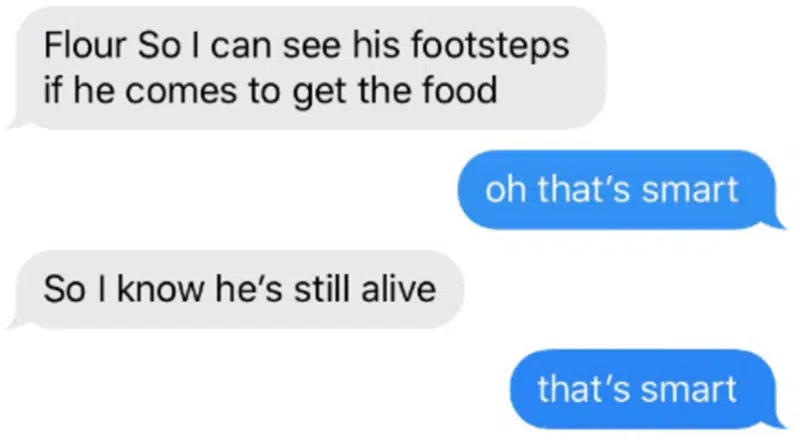 Flour So I can see his footsteps
if he comes to get the food
oh that’s smart
So I know he’s still alive
that’s smart